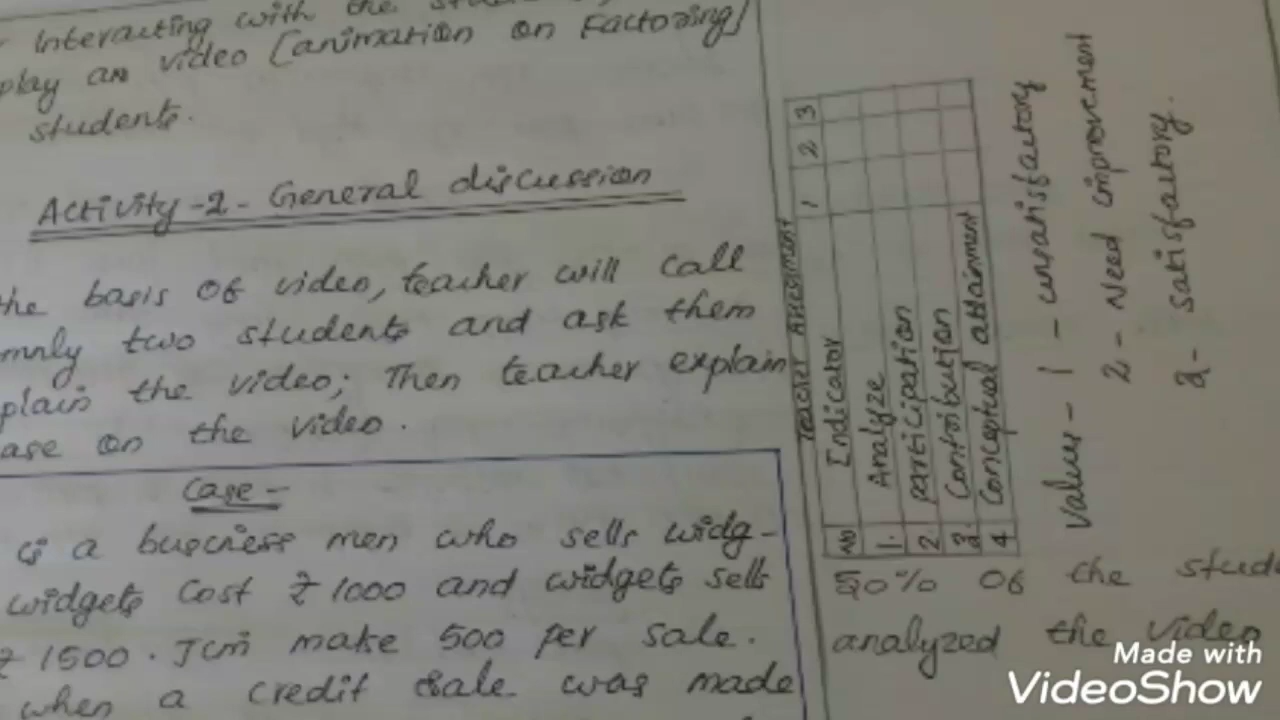 Interacting with the
play an video [animation on Factoring]
students.
Activity-2- General discussion
the basis of video, teacher will call
mnly two students and ask them
plain the video; Then teacher explain
ase on the video.
Case -
is a business men who sells widg-
widgets cost ₹ 1000 and widgets sells
₹ 1500. Jcm make 500 per sale.
when a credit sale was made
Teacher Assessment
No Indicator 1 2 3
1. Analyze
2. participation
3. Contribution
4 Conceptual attainment
Values - 1 - unsatisfactory
2 - Need improvement
3 - satisfactory.
50% of the stude
analyzed the video
Made with
VideoShow